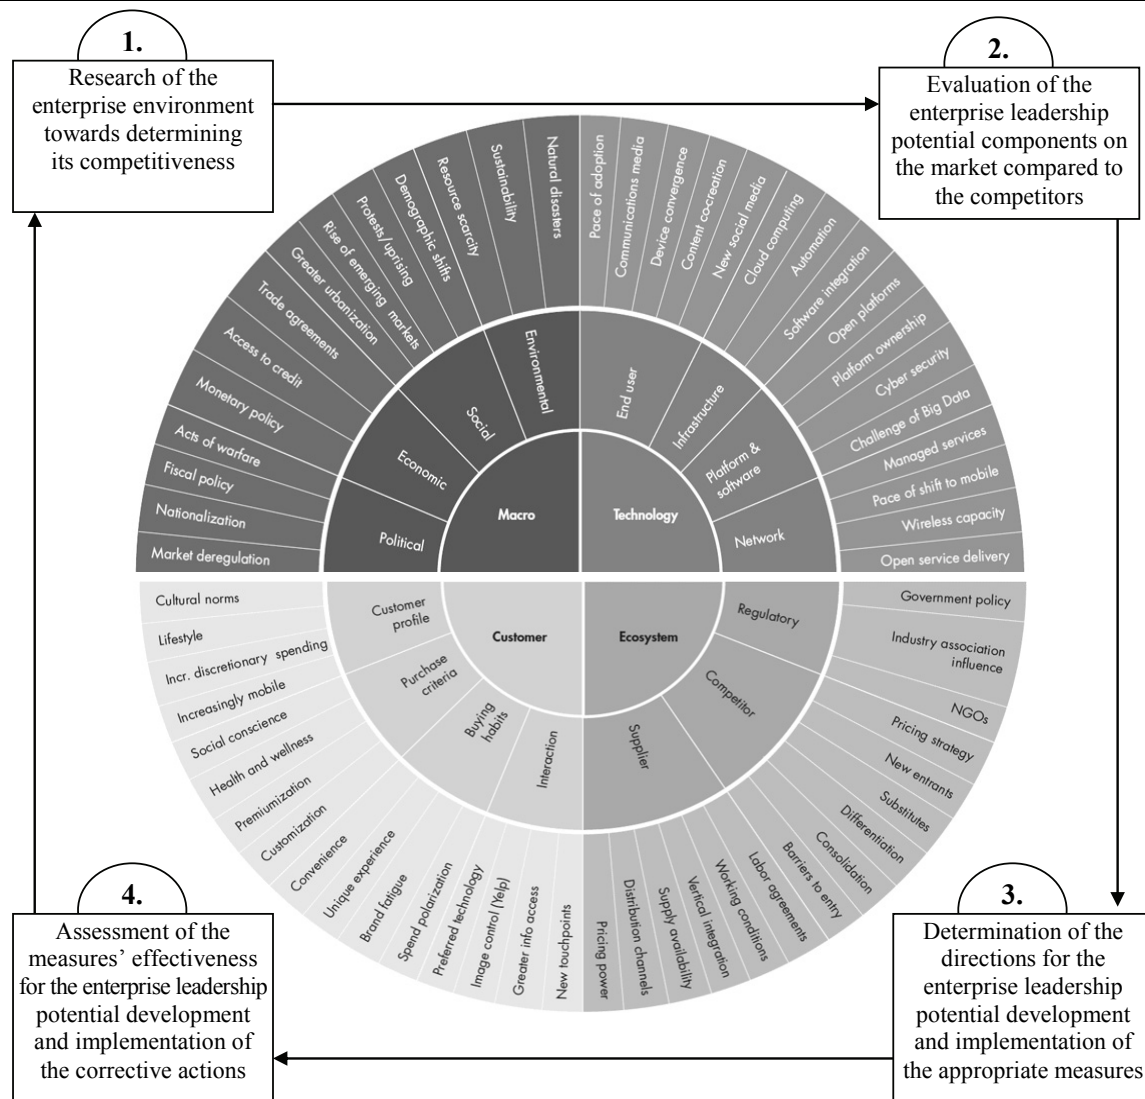 1.
Research of the
enterprise environment
towards determining
its competitiveness
2.
Evaluation of the
enterprise leadership
potential components on
the market compared to
the competitors
Market deregulation
Nationalization
Fiscal policy
Acts of warfare
Monetary policy
Access to credit
Trade agreements
Greater urbanization
Rise of emerging markets
Protests/uprising
Demographic shifts
Resource scarcity
Sustainability
Natural disasters
Pace of adoption
Communications media
Device convergence
Content co-creation
New social media
Cloud computing
Automation
Software integration
Open platforms
Platform ownership
Cyber security
Challenge of Big Data
Managed services
Pace of shift to mobile
Wireless capacity
Open service delivery
Political
Economic
Social
Environmental
End user
Infrastructure
Platform &
software
Network
Macro
Technology
Customer
Ecosystem
Customer
profile
Purchase
criteria
Buying
habits
Interaction
Supplier
Competitor
Regulatory
Cultural norms
Lifestyle
Incr. discretionary spending
Increasingly mobile
Social conscience
Health and wellness
Premiumization
Customization
Convenience
Unique experience
Brand fatigue
Spend polarization
Preferred technology
Image control (Yelp)
Greater info access
New touchpoints
Pricing power
Distribution channels
Supply availability
Vertical integration
Working conditions
Labor agreements
Barriers to entry
Consolidation
Differentiation
Substitutes
New entrants
Pricing strategy
NGOs
Industry association
influence
Government policy
4.
Assessment of the
measures’ effectiveness
for the enterprise leadership
potential development
and implementation of
the corrective actions
3.
Determination of the
directions for the
enterprise leadership
potential development
and implementation of
the appropriate measures